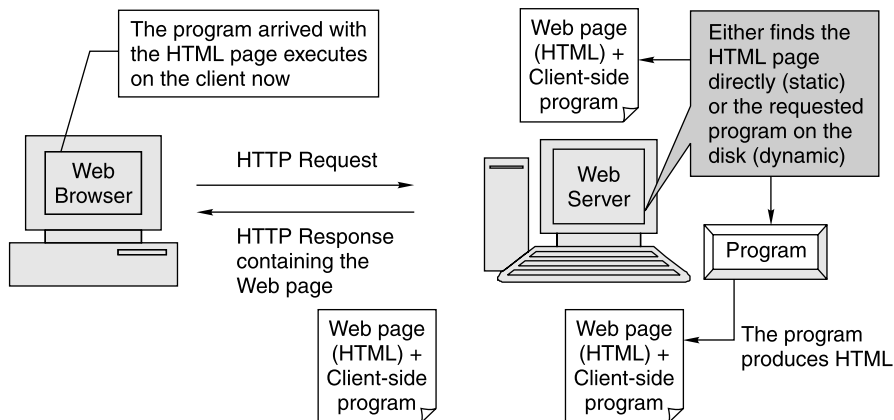 The program arrived with
the HTML page executes
on the client now
Web page
(HTML) +
Client-side
program
Either finds the
HTML page
directly (static)
or the requested
program on the
disk (dynamic)
Web
Browser
HTTP Request
HTTP Response
containing the
Web page
Web
Server
Program
Web page
(HTML) +
Client-side
program
Web page
(HTML) +
Client-side
program
The program
produces HTML